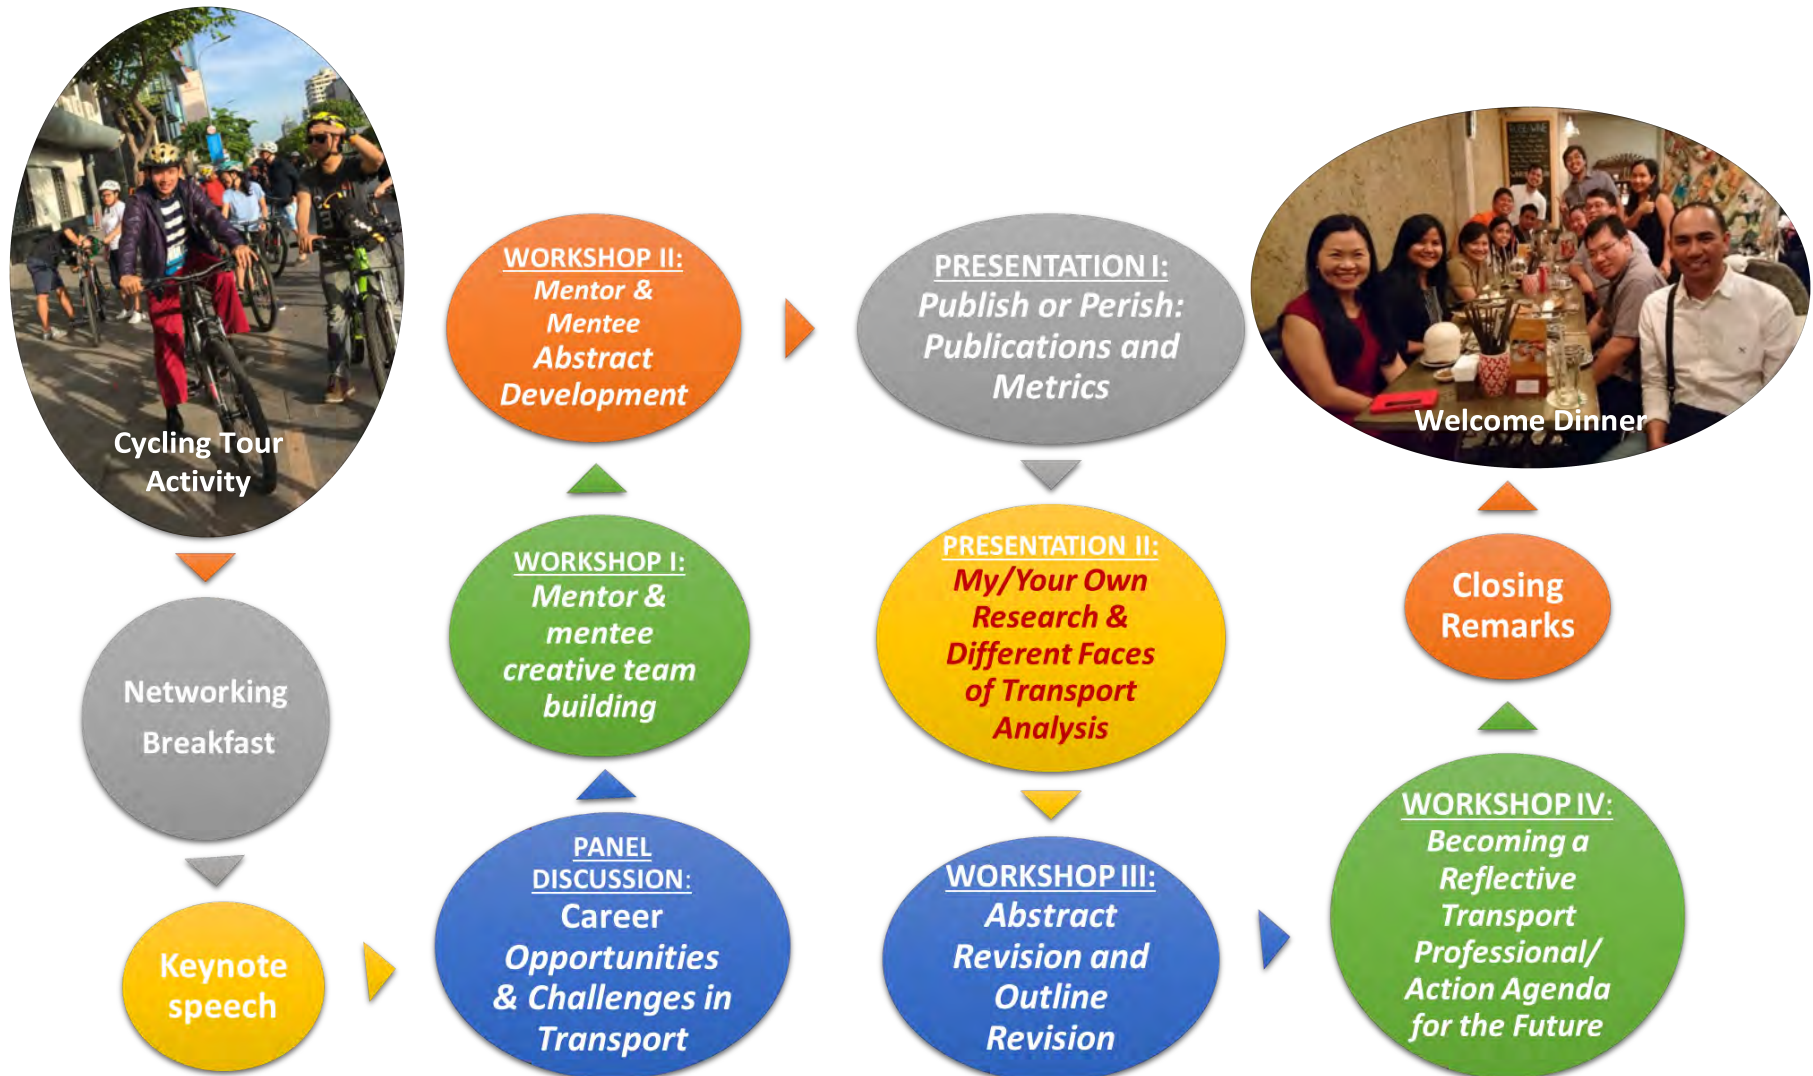 Cycling Tour
Activity
Networking
Breakfast
Keynote
speech
PANEL
DISCUSSION:
Career
Opportunities
& Challenges in
Transport
WORKSHOP I:
Mentor &
mentee
creative team
building
WORKSHOP II:
Mentor &
Mentee
Abstract
Development
PRESENTATION I:
Publish or Perish:
Publications and
Metrics
PRESENTATION II:
My/Your Own
Research &
Different Faces
of Transport
Analysis
WORKSHOP III:
Abstract
Revision and
Outline
Revision
WORKSHOP IV:
Becoming a
Reflective
Transport
Professional/
Action Agenda
for the Future
Closing
Remarks
Welcome Dinner